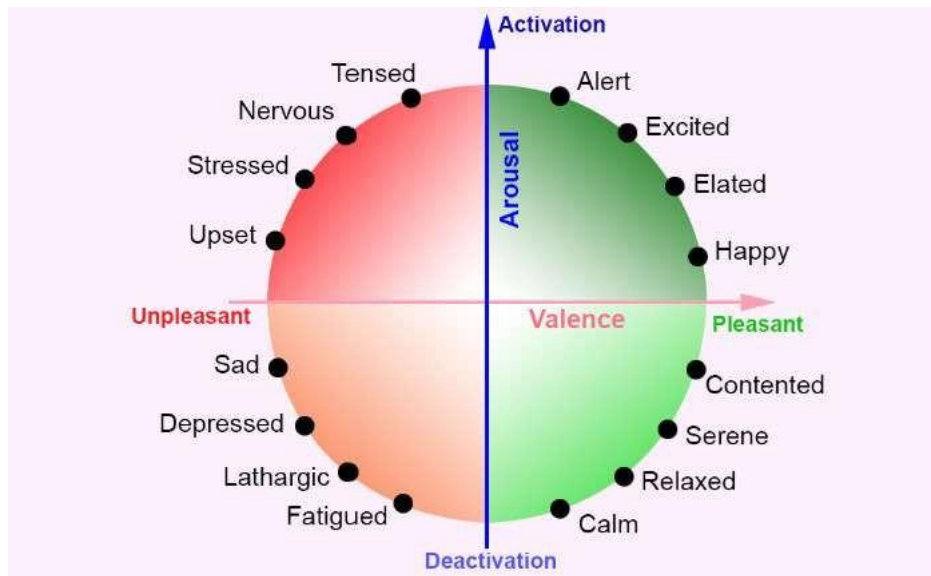 Activation
Tensed
Alert
Nervous
Excited
Arousal
Stressed
Elated
Upset
Happy
Unpleasant
Valence
Pleasant
Sad
Contented
Depressed
Serene
Lathargic
Relaxed
Fatigued
Calm
Deactivation